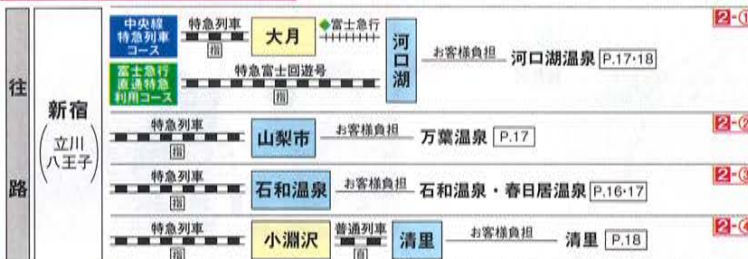 往路
新宿
(立川
八王子)
中央線
特急列車
コース
特急列車
指
大月
◆富士急行
富士急行
直通特急
利用コース
特急富士回遊号
指
河口湖
お客様負担
河口湖温泉 P.17・18
2-①
特急列車
指
山梨市
お客様負担
万葉温泉 P.17
2-②
特急列車
指
石和温泉
お客様負担
石和温泉・春日居温泉 P.16・17
2-③
特急列車
指
小淵沢
普通列車
自
清里
お客様負担
清里 P.18
2-④